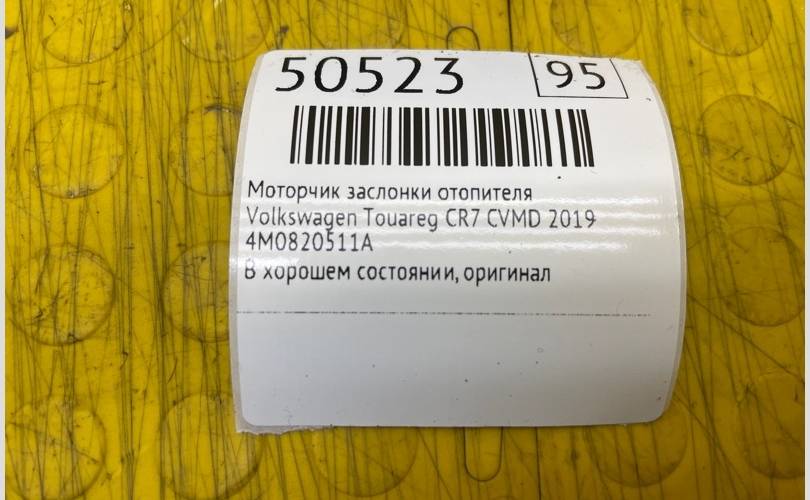 50523 95
Моторчик заслонки отопителя
Volkswagen Touareg CR7 CVMD 2019
4M0820511A
В хорошем состоянии, оригинал